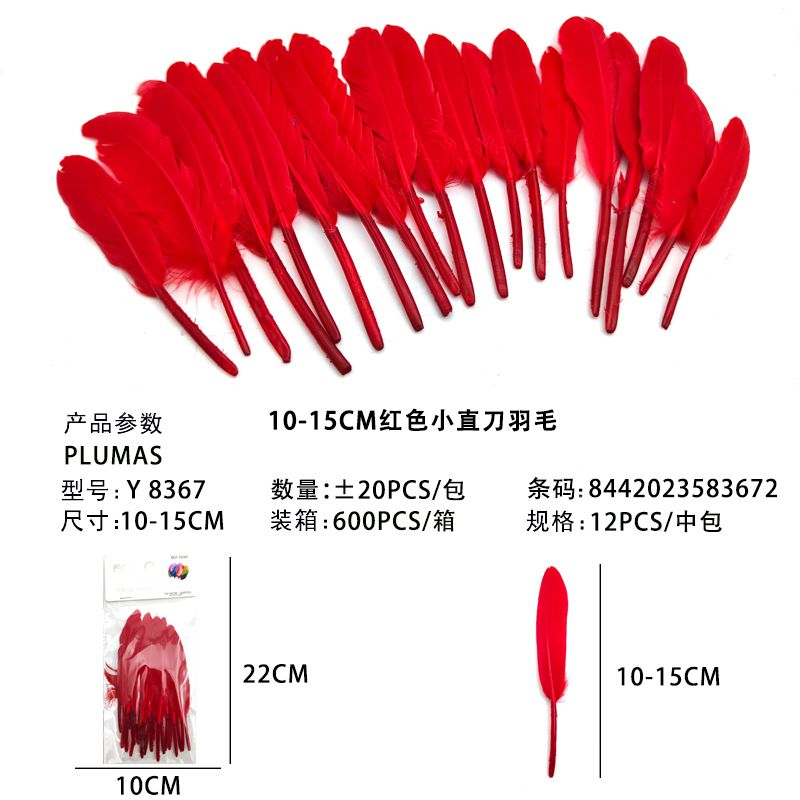 产品参数 10-15CM红色小直刀羽毛
PLUMAS
型号: Y 8367 数量: ±20PCS/包 条码: 8442023583672
尺寸: 10-15CM 装箱: 600PCS/箱 规格: 12PCS/中包
22CM
10-15CM
10CM